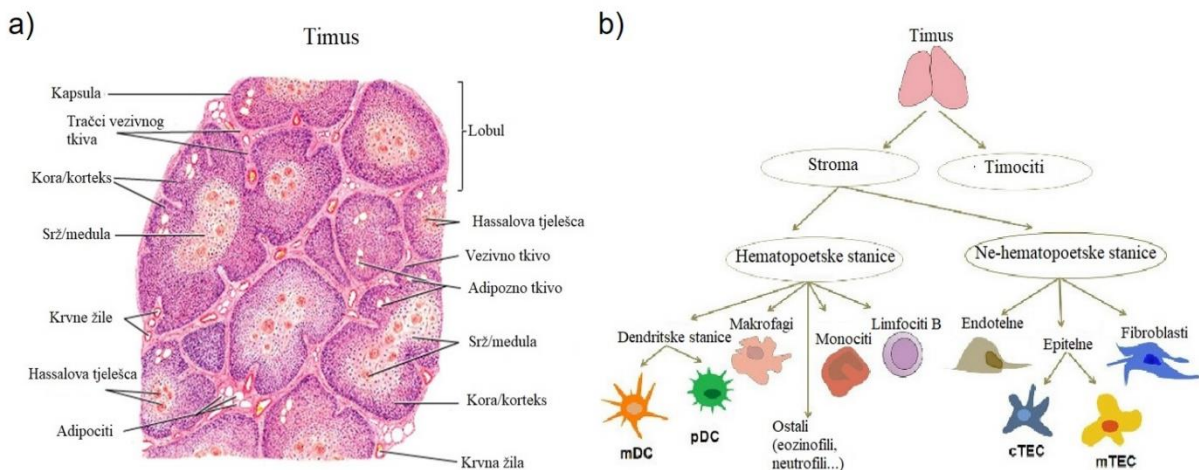 a)
Timus
Kapsula
Tračci vezivnog
tkiva
Kora/korteks
Srž/medula
Krvne žile
Hassalova tjelešca
Adipociti
Lobul
Hassalova tjelešca
Vezivno tkivo
Adipozno tkivo
Srž/medula
Kora/korteks
Krvna žila
b)
Timus
Stroma
Timociti
Hematopoetske stanice
Ne-hematopoetske stanice
Dendritske stanice
Makrofagi
Monociti
Limfociti B
Endotelne
Epitelne
Fibroblasti
mDC
pDC
Ostali
(eozinofili,
neutrofili...)
cTEC
mTEC